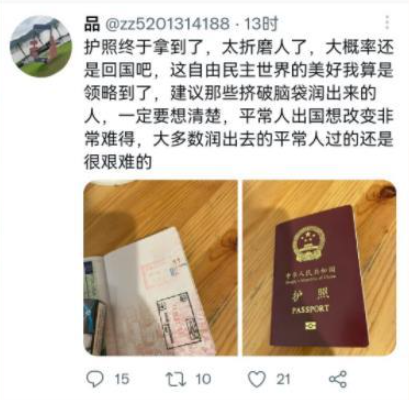 品 @zz5201314188 · 13时
护照终于拿到了，太折磨人了，大概率还
是回国吧，这自由民主世界的美好我算是
领略到了，建议那些挤破脑袋润出来的
人，一定要想清楚，平常人出国想改变非
常难得，大多数润出去的平常人过的还是
很艰难的
中华人民共和国
People's Republic of China
护照
PASSPORT
15 10 21